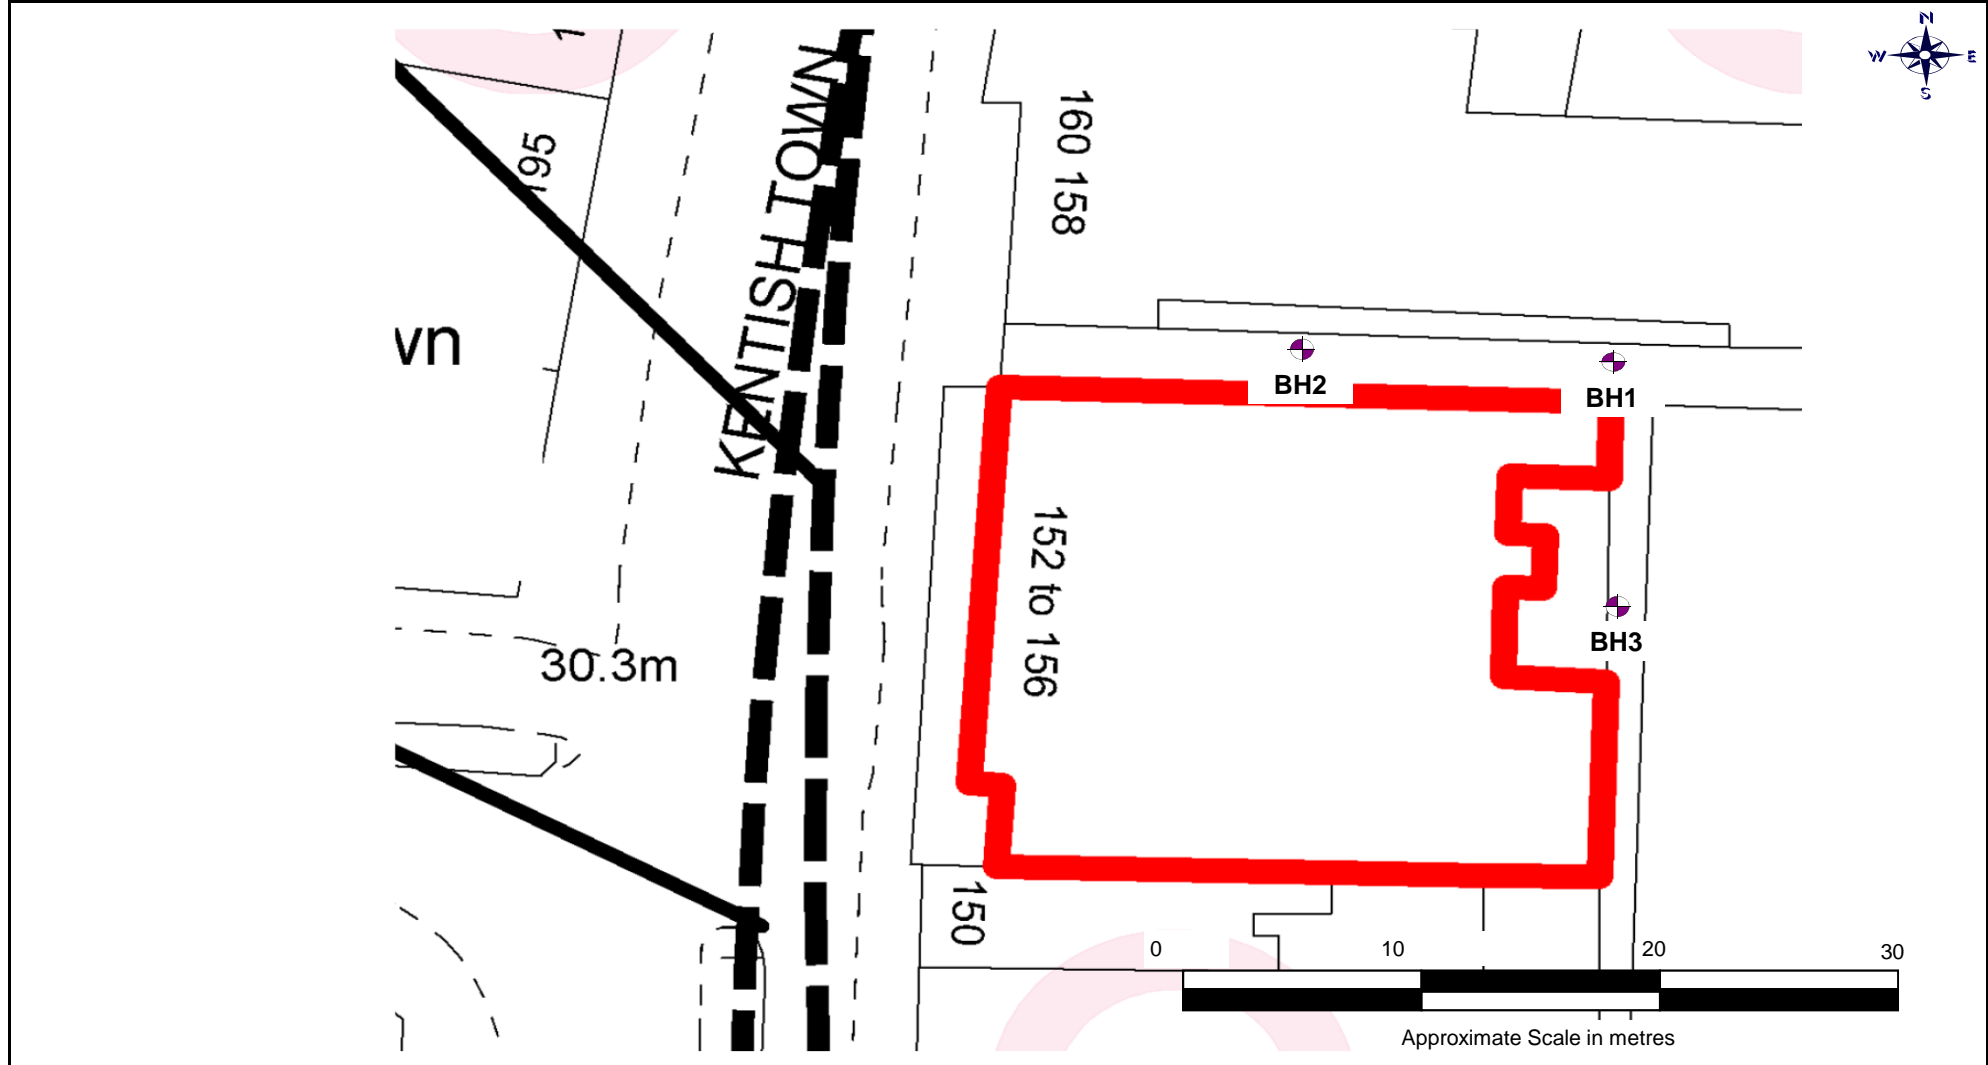 N
W E
S
195
KENTISH TOWN
160 158
vn
BH2
BH1
152 to 156
BH3
30.3m
150
0 10 20 30
Approximate Scale in metres